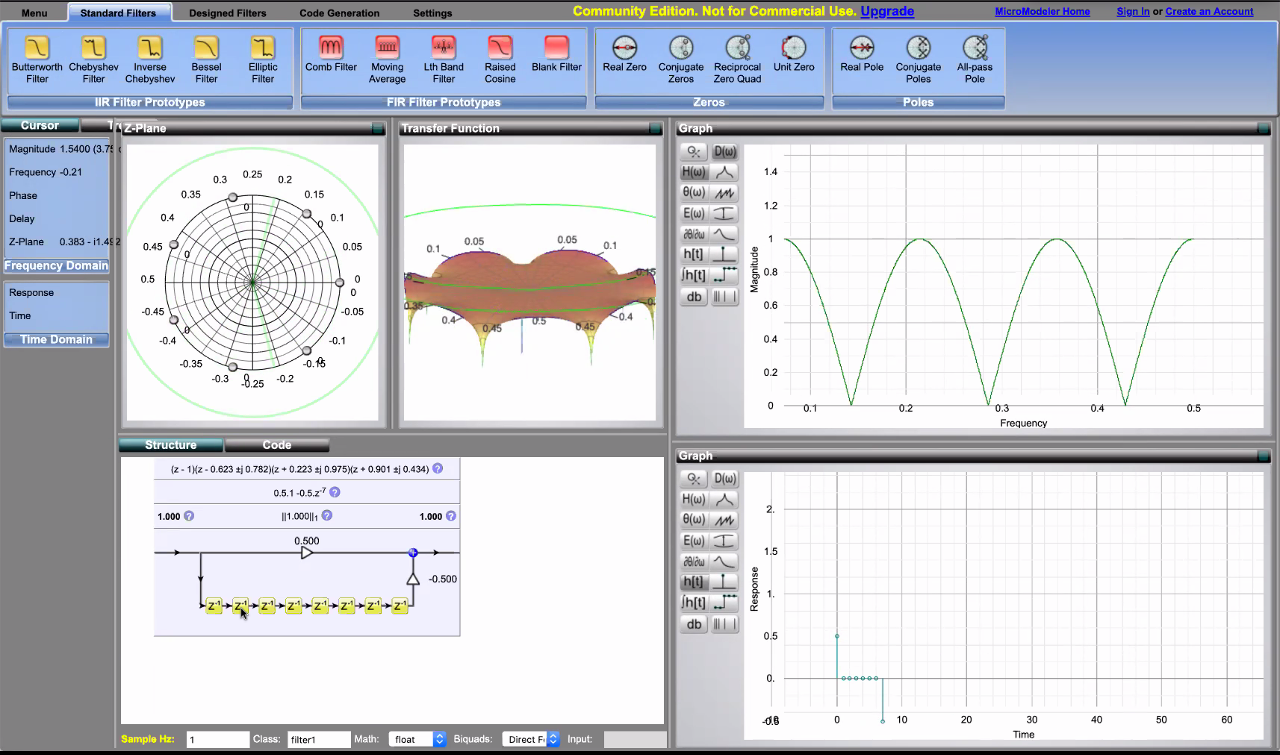 Menu Standard Filters Designed Filters Code Generation Settings Community Edition. Not for Commercial Use. Upgrade MicroModeler Home Sign In or Create an Account
Butterworth Filter
Chebyshev Filter
Inverse Chebyshev
Bessel Filter
Elliptic Filter
IIR Filter Prototypes
Comb Filter
Moving Average
Lth Band Filter
Raised Cosine
Blank Filter
FIR Filter Prototypes
Real Zero
Conjugate Zeros
Reciprocal Zero Quad
Unit Zero
Zeros
Real Pole
Conjugate Poles
All-pass Pole
Poles
Cursor
Magnitude 1.5400 (3.75
Frequency -0.21
Phase
Delay
Z-Plane 0.383 - i1.492
Frequency Domain
Response
Time
Time Domain
Z-Plane
0.25
0.3 0.2
0.35 0.15
0.4 0.1
0.45 0.05
0.5 0
0
-0.45 -0.05
-0.4 -0.1
-0.35 -0.15
-0.3 -0.2
-0.25
Transfer Function
0.05 0.05
0.1 0.1
0.15
0.35
0.4 0.5 0.4
0.45 0.45
Graph
D(ω)
H(ω)
θ(ω)
E(ω)
∂θ/∂ω
h[t]
∫h[t]
db
Magnitude
1.4
1.2
1
0.8
0.6
0.4
0.2
0
0.1 0.2 0.3 0.4 0.5
Frequency
Structure Code
(z - 1)(z - 0.623 ±j 0.782)(z + 0.223 ±j 0.975)(z + 0.901 ±j 0.434) ?
0.5.1 -0.5.z⁻⁷ ?
1.000 ? ||1.000||₁ ? 1.000 ?
0.500
-0.500
Z⁻¹ Z⁻¹ Z⁻¹ Z⁻¹ Z⁻¹ Z⁻¹ Z⁻¹ Z⁻¹
Sample Hz: 1 Class: filter1 Math: float Biquads: Direct F Input:
Graph
D(ω)
H(ω)
θ(ω)
E(ω)
∂θ/∂ω
h[t]
∫h[t]
db
Response
2.
1.5
1.
0.5
0.
0 10 20 30 40 50 60
Time